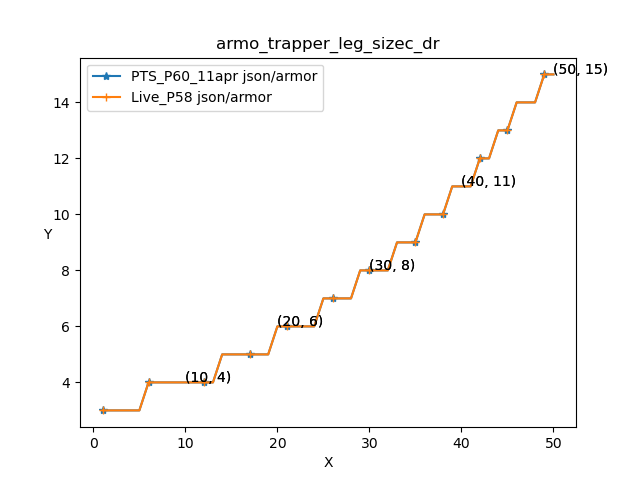 armo_trapper_leg_sizec_dr
PTS_P60_11apr json/armor
Live_P58 json/armor
(50, 15)
(40, 11)
(30, 8)
(20, 6)
(10, 4)
14
12
10
8
6
4
Y
0 10 20 30 40 50
X